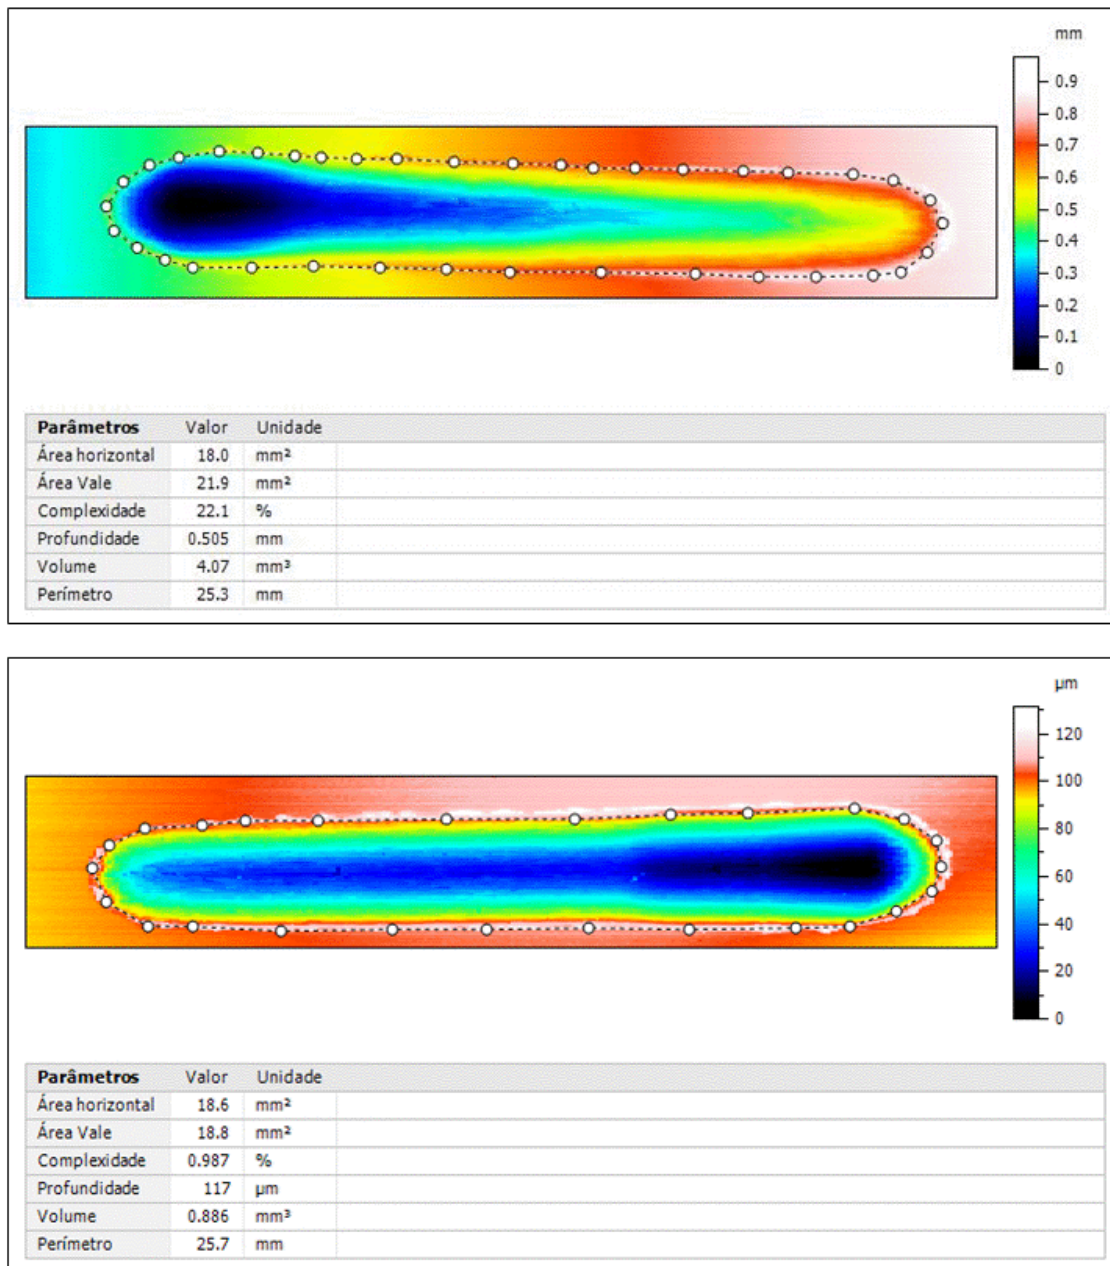 mm
0.9
0.8
0.7
0.6
0.5
0.4
0.3
0.2
0.1
0
Parâmetros Valor Unidade
Área horizontal 18.0 mm²
Área Vale 21.9 mm²
Complexidade 22.1 %
Profundidade 0.505 mm
Volume 4.07 mm³
Perímetro 25.3 mm
µm
120
100
80
60
40
20
0
Parâmetros Valor Unidade
Área horizontal 18.6 mm²
Área Vale 18.8 mm²
Complexidade 0.987 %
Profundidade 117 µm
Volume 0.886 mm³
Perímetro 25.7 mm